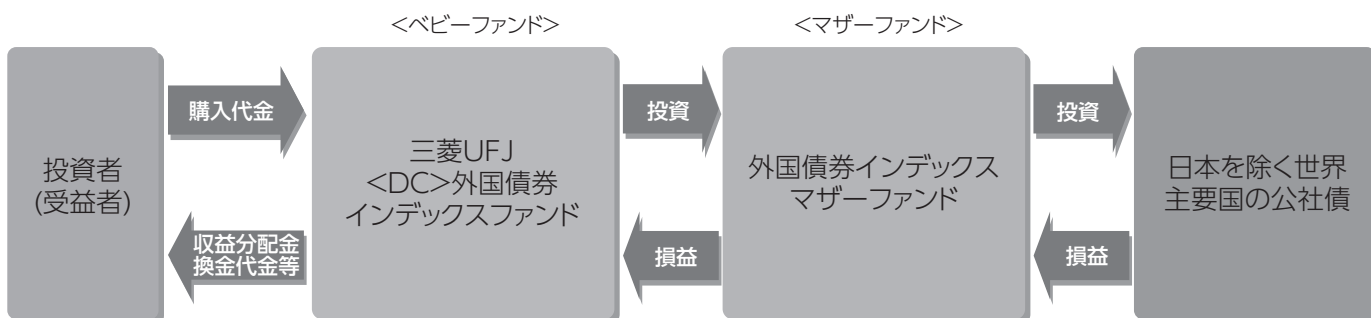 <ベビーファンド>
<マザーファンド>
投資者
(受益者)
購入代金
収益分配金
換金代金等
三菱UFJ
<DC>外国債券
インデックスファンド
投資
損益
外国債券インデックス
マザーファンド
投資
損益
日本を除く世界
主要国の公社債